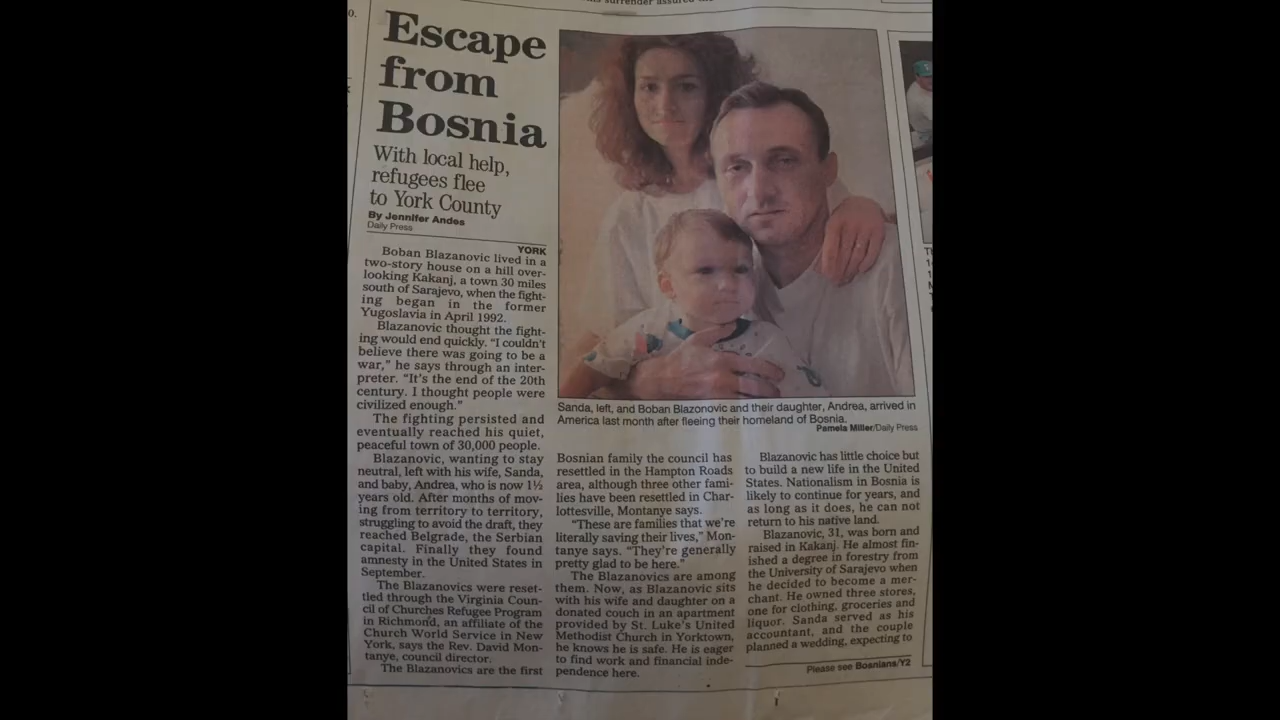 Escape
from
Bosnia
With local help,
refugees flee
to York County
By Jennifer Andes
Daily Press
YORK
Boban Blazanovic lived in a
two-story house on a hill over-
looking Kakanj, a town 30 miles
south of Sarajevo, when the fight-
ing began in the former
Yugoslavia in April 1992.
Blazanovic thought the fight-
ing would end quickly. “I couldn't
believe there was going to be a
war,” he says through an inter-
preter. “It's the end of the 20th
century. I thought people were
civilized enough.”
The fighting persisted and
eventually reached his quiet,
peaceful town of 30,000 people.
Blazanovic, wanting to stay
neutral, left with his wife, Sanda,
and baby, Andrea, who is now 1½
years old. After months of mov-
ing from territory to territory,
struggling to avoid the draft, they
reached Belgrade, the Serbian
capital. Finally they found
amnesty in the United States in
September.
The Blazanovics were reset-
tled through the Virginia Coun-
cil of Churches Refugee Program
in Richmond, an affiliate of the
Church World Service in New
York, says the Rev. David Mon-
tanye, council director.
The Blazanovics are the first
Sanda, left, and Boban Blazonovic and their daughter, Andrea, arrived in
America last month after fleeing their homeland of Bosnia.
Pamela Miller/Daily Press
Bosnian family the council has
resettled in the Hampton Roads
area, although three other fami-
lies have been resettled in Char-
lottesville, Montanye says.
“These are families that we're
literally saving their lives,” Mon-
tanye says. “They're generally
pretty glad to be here.”
The Blazanovics are among
them. Now, as Blazanovic sits
with his wife and daughter on a
donated couch in an apartment
provided by St. Luke's United
Methodist Church in Yorktown,
he knows he is safe. He is eager
to find work and financial inde-
pendence here.
Blazanovic has little choice but
to build a new life in the United
States. Nationalism in Bosnia is
likely to continue for years, and
as long as it does, he can not
return to his native land.
Blazanovic, 31, was born and
raised in Kakanj. He almost fin-
ished a degree in forestry from
the University of Sarajevo when
he decided to become a mer-
chant. He owned three stores,
one for clothing, groceries and
liquor. Sanda served as his
accountant, and the couple
planned a wedding, expecting to
Please see Bosnians/Y2